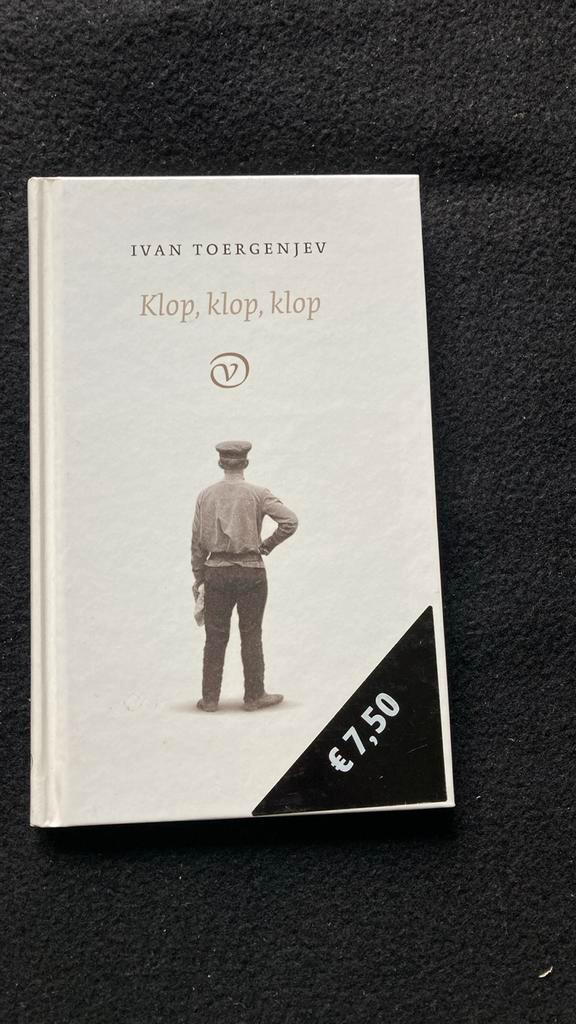 IVAN TOERGENJEV
Klop, klop, klop
V
€ 7,50